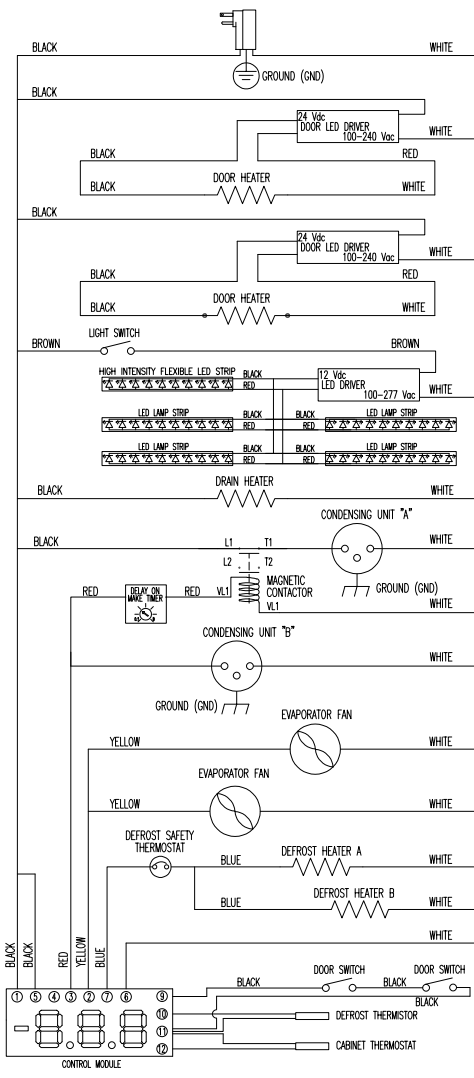 BLACK WHITE
GROUND (GND)
BLACK
24 Vdc
DOOR LED DRIVER
100-240 Vac
WHITE
BLACK RED
DOOR HEATER
BLACK WHITE
BLACK
24 Vdc
DOOR LED DRIVER
100-240 Vac
WHITE
BLACK RED
DOOR HEATER
BLACK WHITE
LIGHT SWITCH
BROWN BROWN
HIGH INTENSITY FLEXIBLE LED STRIP
BLACK
RED
12 Vdc
LED DRIVER
100-277 Vac
WHITE
LED LAMP STRIP LED LAMP STRIP
BLACK BLACK
RED RED
LED LAMP STRIP LED LAMP STRIP
BLACK BLACK
RED RED
DRAIN HEATER
BLACK WHITE
CONDENSING UNIT "A"
BLACK L1 T1 WHITE
L2 T2
GROUND (GND)
MAGNETIC
CONTACTOR
RED
DELAY ON
MAKE TIMER
RED VL1
VL1
WHITE
CONDENSING UNIT "B"
WHITE
GROUND (GND)
EVAPORATOR FAN
YELLOW WHITE
EVAPORATOR FAN
YELLOW WHITE
DEFROST SAFETY
THERMOSTAT
DEFROST HEATER A
BLUE WHITE
DEFROST HEATER B
BLUE WHITE
WHITE
BLACK
BLACK
RED
YELLOW
BLUE
DOOR SWITCH DOOR SWITCH
BLACK BLACK
BLACK
1 5 4 3 2 7 6 9
10
11
12
DEFROST THERMISTOR
CABINET THERMOSTAT
CONTROL MODULE